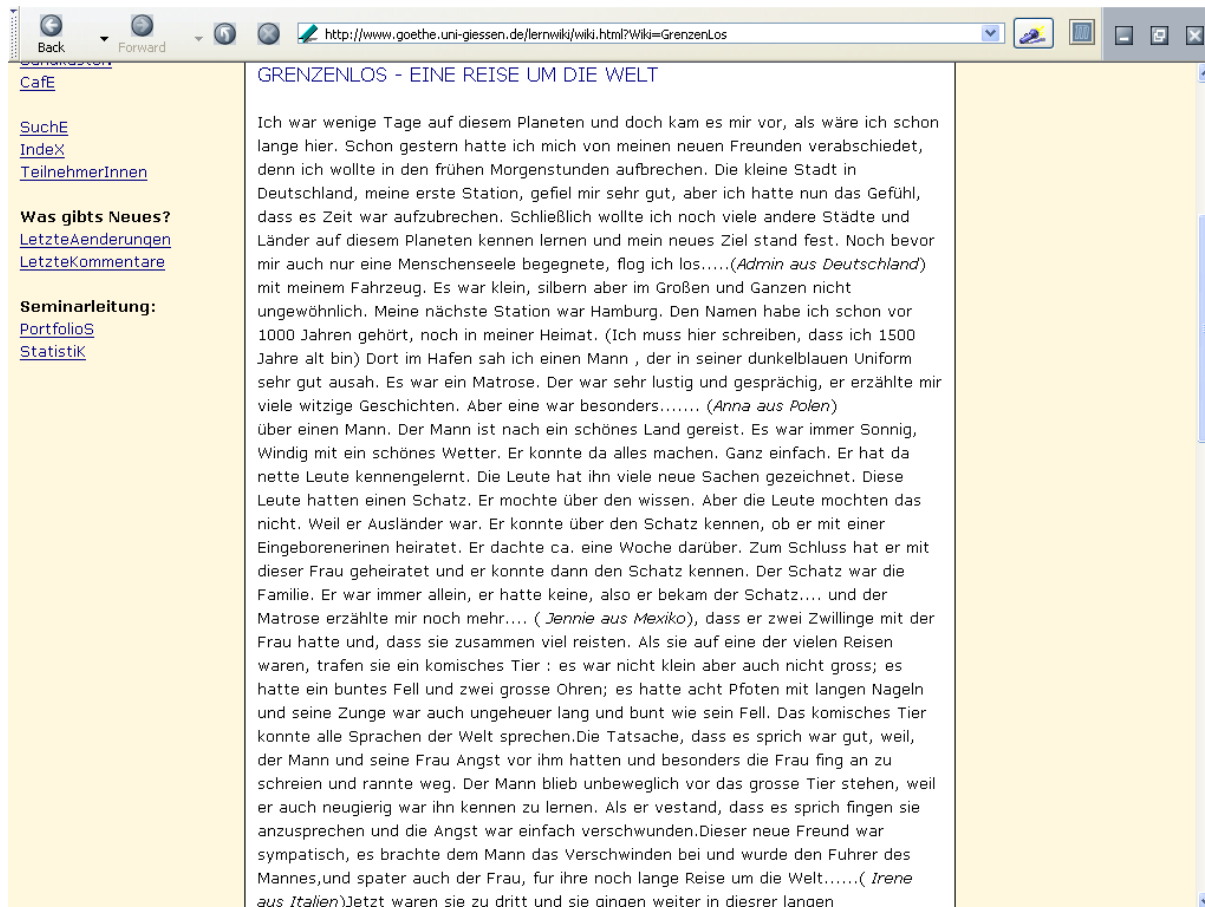 Back
Forward
http://www.goethe.uni-giessen.de/lernwiki/wiki.html?Wiki=GrenzenLos
CafE
SuchE
IndeX
TeilnehmerInnen
Was gibts Neues?
LetzteAenderungen
LetzteKommentare
Seminarleitung:
PortfolioS
StatistiK
GRENZENLOS - EINE REISE UM DIE WELT
Ich war wenige Tage auf diesem Planeten und doch kam es mir vor, als wäre ich schon
lange hier. Schon gestern hatte ich mich von meinen neuen Freunden verabschiedet,
denn ich wollte in den frühen Morgenstunden aufbrechen. Die kleine Stadt in
Deutschland, meine erste Station, gefiel mir sehr gut, aber ich hatte nun das Gefühl,
dass es Zeit war aufzubrechen. Schließlich wollte ich noch viele andere Städte und
Länder auf diesem Planeten kennen lernen und mein neues Ziel stand fest. Noch bevor
mir auch nur eine Menschenseele begegnete, flog ich los.....(Admin aus Deutschland)
mit meinem Fahrzeug. Es war klein, silbern aber im Großen und Ganzen nicht
ungewöhnlich. Meine nächste Station war Hamburg. Den Namen habe ich schon vor
1000 Jahren gehört, noch in meiner Heimat. (Ich muss hier schreiben, dass ich 1500
Jahre alt bin) Dort im Hafen sah ich einen Mann , der in seiner dunkelblauen Uniform
sehr gut ausah. Es war ein Matrose. Der war sehr lustig und gesprächig, er erzählte mir
viele witzige Geschichten. Aber eine war besonders....... (Anna aus Polen)
über einen Mann. Der Mann ist nach ein schönes Land gereist. Es war immer Sonnig,
Windig mit ein schönes Wetter. Er konnte da alles machen. Ganz einfach. Er hat da
nette Leute kennengelernt. Die Leute hat ihn viele neue Sachen gezeichnet. Diese
Leute hatten einen Schatz. Er mochte über den wissen. Aber die Leute mochten das
nicht. Weil er Ausländer war. Er konnte über den Schatz kennen, ob er mit einer
Eingeborenerinen heiratet. Er dachte ca. eine Woche darüber. Zum Schluss hat er mit
dieser Frau geheiratet und er konnte dann den Schatz kennen. Der Schatz war die
Familie. Er war immer allein, er hatte keine, also er bekam der Schatz.... und der
Matrose erzählte mir noch mehr.... ( Jennie aus Mexiko), dass er zwei Zwillinge mit der
Frau hatte und, dass sie zusammen viel reisten. Als sie auf eine der vielen Reisen
waren, trafen sie ein komisches Tier : es war nicht klein aber auch nicht gross; es
hatte ein buntes Fell und zwei grosse Ohren; es hatte acht Pfoten mit langen Nageln
und seine Zunge war auch ungeheuer lang und bunt wie sein Fell. Das komisches Tier
konnte alle Sprachen der Welt sprechen.Die Tatsache, dass es sprich war gut, weil,
der Mann und seine Frau Angst vor ihm hatten und besonders die Frau fing an zu
schreien und rannte weg. Der Mann blieb unbeweglich vor das grosse Tier stehen, weil
er auch neugierig war ihn kennen zu lernen. Als er vestand, dass es sprich fingen sie
anzusprechen und die Angst war einfach verschwunden.Dieser neue Freund war
sympatisch, es brachte dem Mann das Verschwinden bei und wurde den Fuhrer des
Mannes,und spater auch der Frau, fur ihre noch lange Reise um die Welt......( Irene
aus Italien)Jetzt waren sie zu dritt und sie gingen weiter in diesrer langen